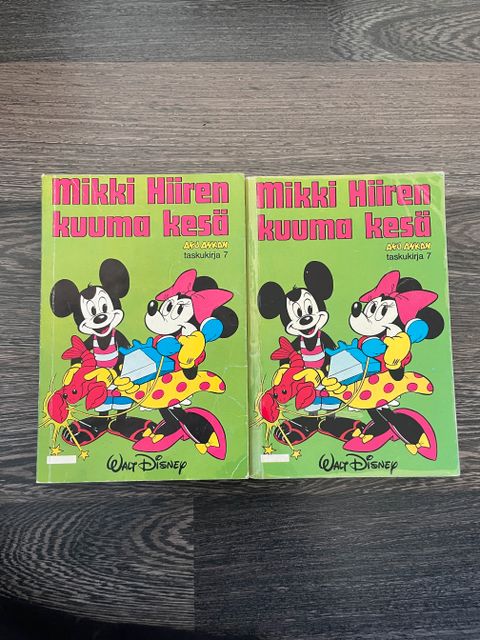 Mikki Hiiren
kuuma kesä
AKU ANKAN
taskukirja 7
WALT DISNEY
Mikki Hiiren
kuuma kesä
AKU ANKAN
taskukirja 7
WALT DISNEY